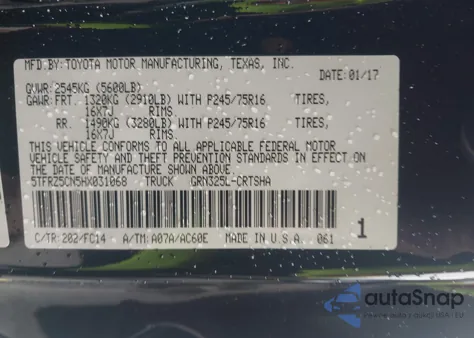 MFD.BY: TOYOTA MOTOR MANUFACTURING, TEXAS, INC.
DATE: 01/17
GVWR: 2545KG (5600LB)
GAWR: FRT. 1320KG (2910LB) WITH P245/75R16 TIRES,
16X7J RIMS.
RR. 1490KG (3280LB) WITH P245/75R16 TIRES,
16X7J RIMS.
THIS VEHICLE CONFORMS TO ALL APPLICABLE FEDERAL MOTOR
VEHICLE SAFETY AND THEFT PREVENTION STANDARDS IN EFFECT ON
THE DATE OF MANUFACTURE SHOWN ABOVE.
5TFRZ5CN5HX031068 TRUCK GRN325L-CRTSHA
C/TR: 202/FC14 A/TM: A07A/AC60E MADE IN U.S.A. 061 1
autoSnap